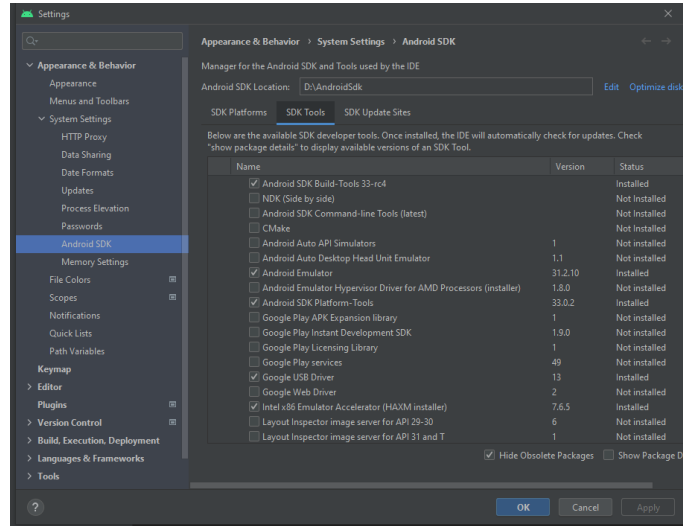 Settings
Appearance & Behavior
Appearance
Menus and Toolbars
System Settings
HTTP Proxy
Data Sharing
Date Formats
Updates
Process Elevation
Passwords
Android SDK
Memory Settings
File Colors
Scopes
Notifications
Quick Lists
Path Variables
Keymap
Editor
Plugins
Version Control
Build, Execution, Deployment
Languages & Frameworks
Tools
Appearance & Behavior › System Settings › Android SDK
Manager for the Android SDK and Tools used by the IDE
Android SDK Location: D:\AndroidSdk Edit Optimize disk
SDK Platforms SDK Tools SDK Update Sites
Below are the available SDK developer tools. Once installed, the IDE will automatically check for updates. Check
"show package details" to display available versions of an SDK Tool.
Name Version Status
Android SDK Build-Tools 33-rc4 Installed
NDK (Side by side) Not Installed
Android SDK Command-line Tools (latest) Not Installed
CMake Not Installed
Android Auto API Simulators 1 Not installed
Android Auto Desktop Head Unit Emulator 1.1 Not installed
Android Emulator 31.2.10 Installed
Android Emulator Hypervisor Driver for AMD Processors (installer) 1.8.0 Not installed
Android SDK Platform-Tools 33.0.2 Installed
Google Play APK Expansion library 1 Not installed
Google Play Instant Development SDK 1.9.0 Not installed
Google Play Licensing Library 1 Not installed
Google Play services 49 Not installed
Google USB Driver 13 Installed
Google Web Driver 2 Not installed
Intel x86 Emulator Accelerator (HAXM installer) 7.6.5 Installed
Layout Inspector image server for API 29-30 6 Not installed
Layout Inspector image server for API 31 and T 1 Not installed
Hide Obsolete Packages Show Package D
? OK Cancel Apply